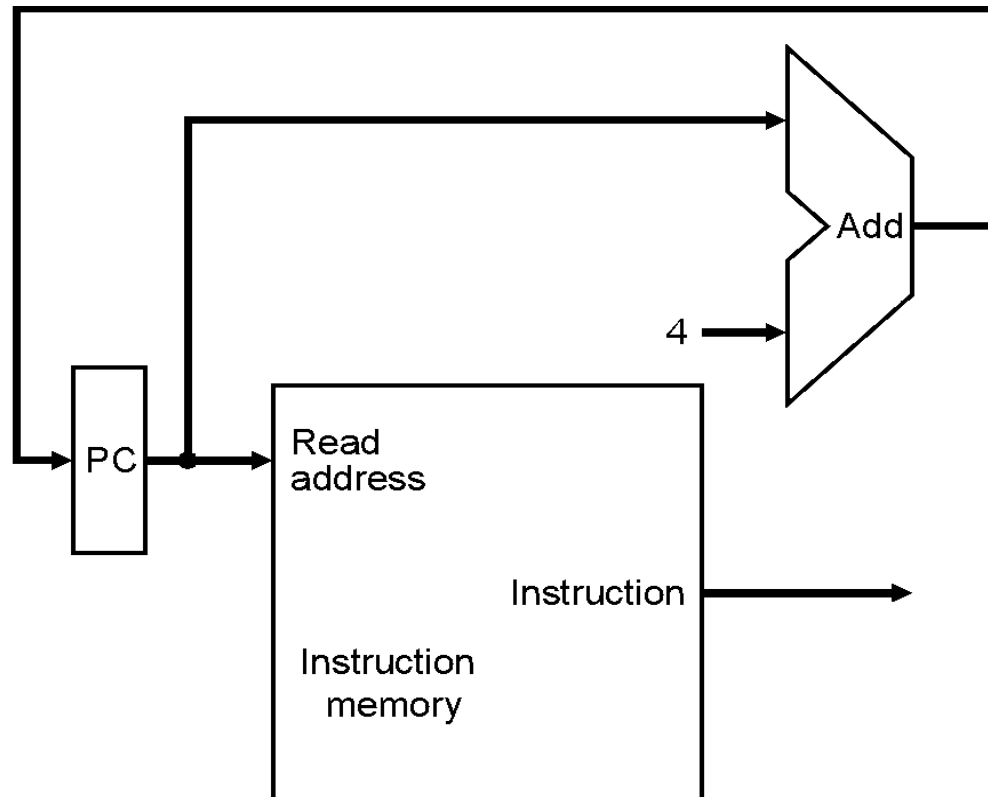 Add
4
PC
Read
address
Instruction
Instruction
memory